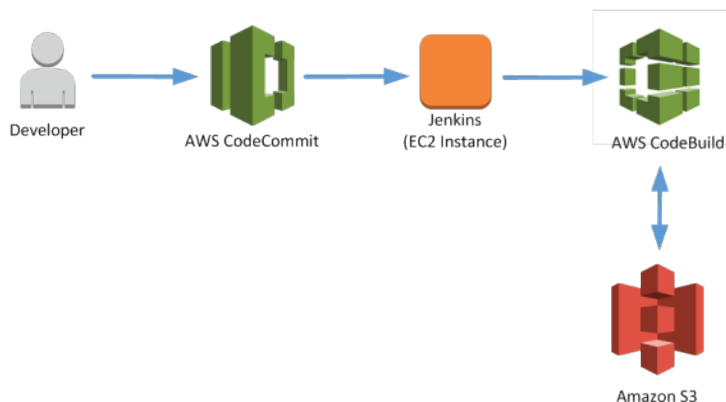 Developer
AWS CodeCommit
Jenkins
(EC2 Instance)
AWS CodeBuild
Amazon S3